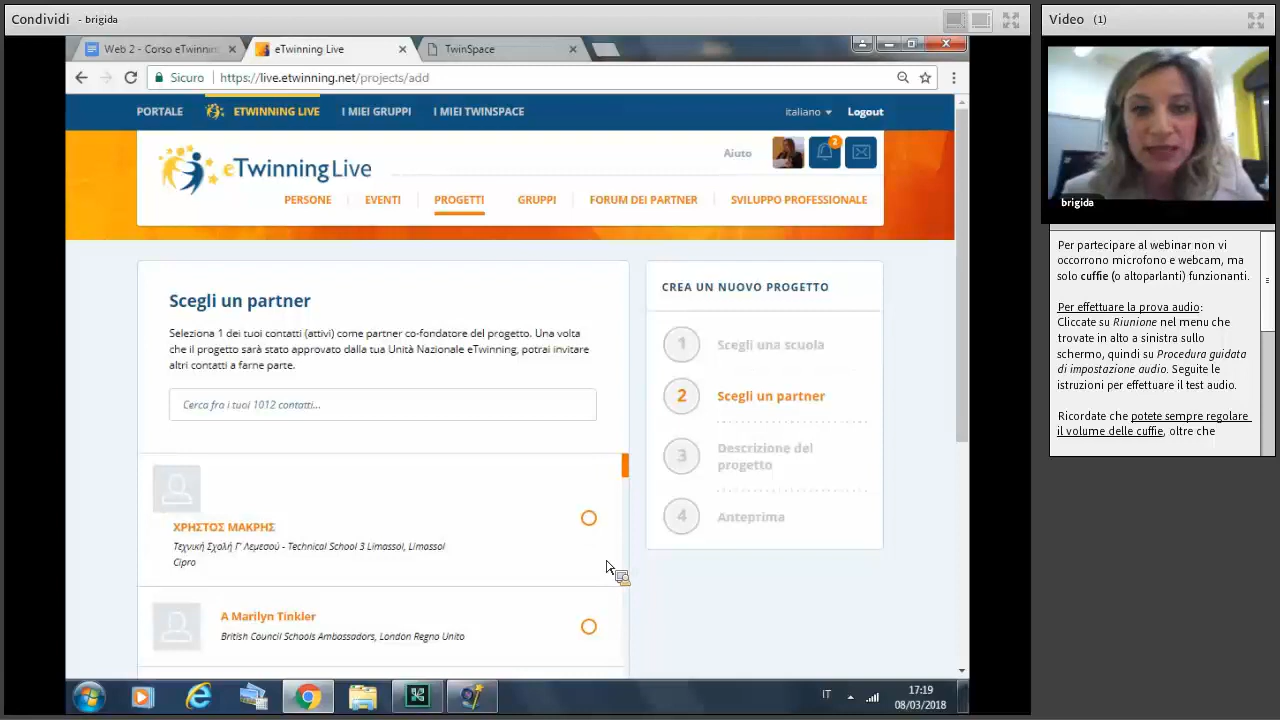 Condividi - brigida
Web 2 - Corso eTwinnin
eTwinning Live
TwinSpace
Sicuro
https://live.etwinning.net/projects/add
PORTALE
ETWINNING LIVE
I MIEI GRUPPI
I MIEI TWINSPACE
italiano
Logout
eTwinningLive
Aiuto
2
PERSONE
EVENTI
PROGETTI
GRUPPI
FORUM DEI PARTNER
SVILUPPO PROFESSIONALE
Scegli un partner
Seleziona 1 dei tuoi contatti (attivi) come partner co-fondatore del progetto. Una volta
che il progetto sarà stato approvato dalla tua Unità Nazionale eTwinning, potrai invitare
altri contatti a farne parte.
Cerca fra i tuoi 1012 contatti...
ΧΡΗΣΤΟΣ ΜΑΚΡΗΣ
Τεχνική Σχολή Γ' Λεμεσού - Technical School 3 Limassol, Limassol
Cipro
A Marilyn Tinkler
British Council Schools Ambassadors, London Regno Unito
CREA UN NUOVO PROGETTO
1 Scegli una scuola
2 Scegli un partner
3 Descrizione del
progetto
4 Anteprima
IT
17:19
08/03/2018
Video (1)
brigida
Per partecipare al webinar non vi
occorrono microfono e webcam, ma
solo cuffie (o altoparlanti) funzionanti.
Per effettuare la prova audio:
Cliccate su Riunione nel menu che
trovate in alto a sinistra sullo
schermo, quindi su Procedura guidata
di impostazione audio. Seguite le
istruzioni per effettuare il test audio.
Ricordate che potete sempre regolare
il volume delle cuffie, oltre che